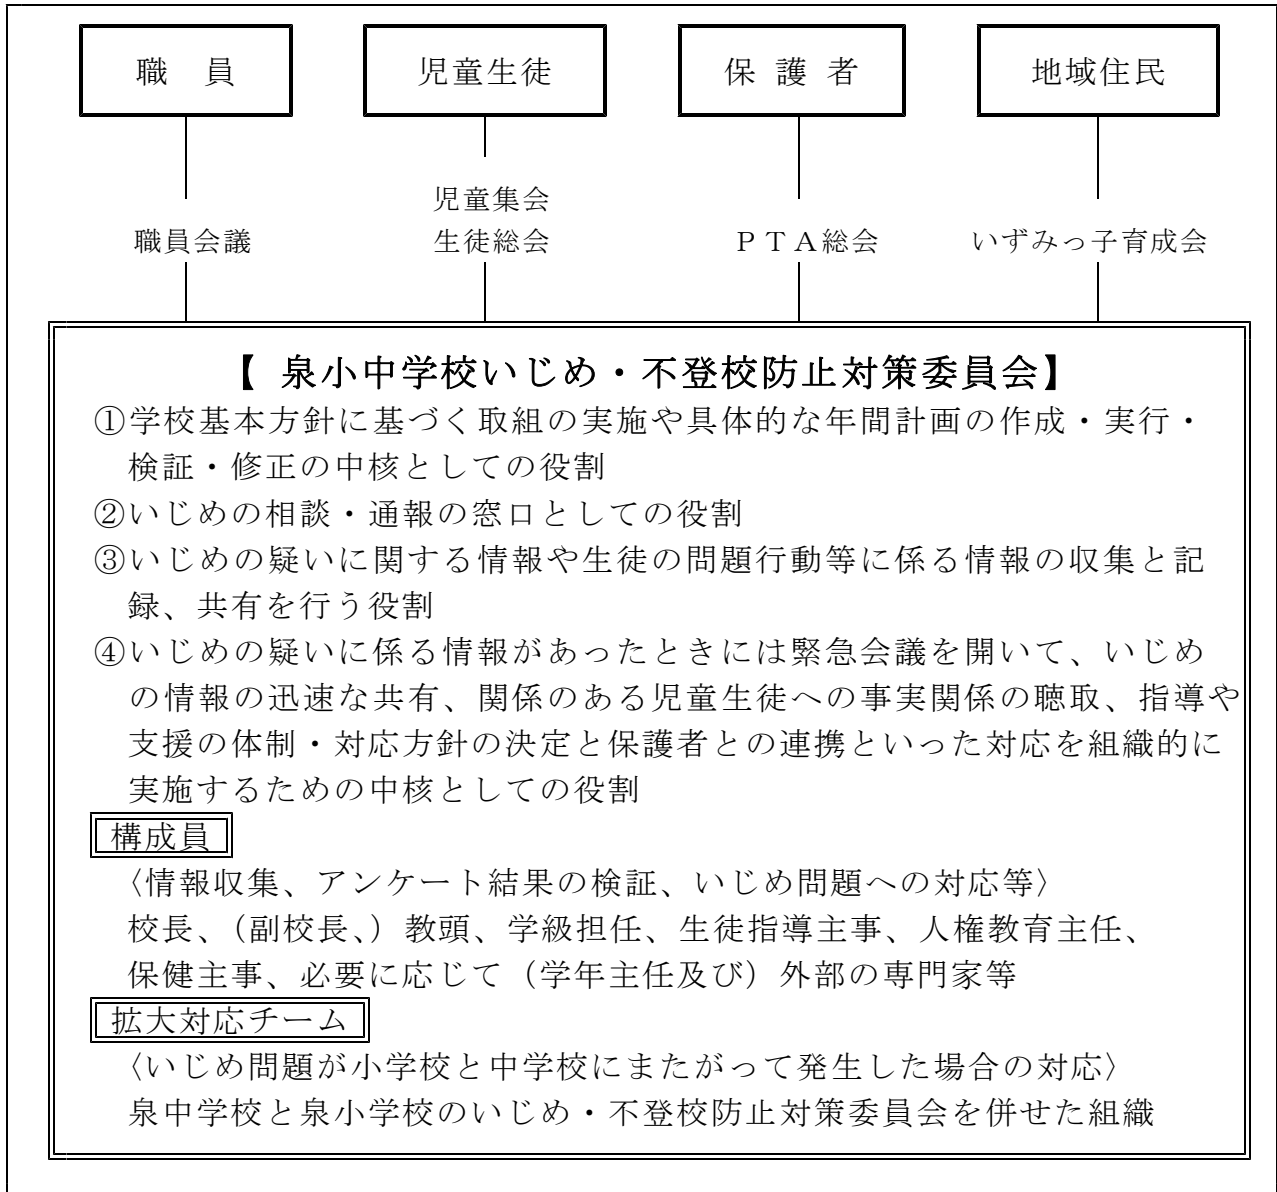 職　員
児童生徒
保 護 者
地域住民
児童集会
職員会議
生徒総会
ＰＴＡ総会
いずみっ子育成会
【 泉小中学校いじめ・不登校防止対策委員会】
①学校基本方針に基づく取組の実施や具体的な年間計画の作成・実行・
検証・修正の中核としての役割
②いじめの相談・通報の窓口としての役割
③いじめの疑いに関する情報や生徒の問題行動等に係る情報の収集と記
録、共有を行う役割
④いじめの疑いに係る情報があったときには緊急会議を開いて、いじめ
の情報の迅速な共有、関係のある児童生徒への事実関係の聴取、指導や
支援の体制・対応方針の決定と保護者との連携といった対応を組織的に
実施するための中核としての役割
構成員
〈情報収集、アンケート結果の検証、いじめ問題への対応等〉
校長、（副校長、）教頭、学級担任、生徒指導主事、人権教育主任、
保健主事、必要に応じて（学年主任及び）外部の専門家等
拡大対応チーム
〈いじめ問題が小学校と中学校にまたがって発生した場合の対応〉
泉中学校と泉小学校のいじめ・不登校防止対策委員会を併せた組織